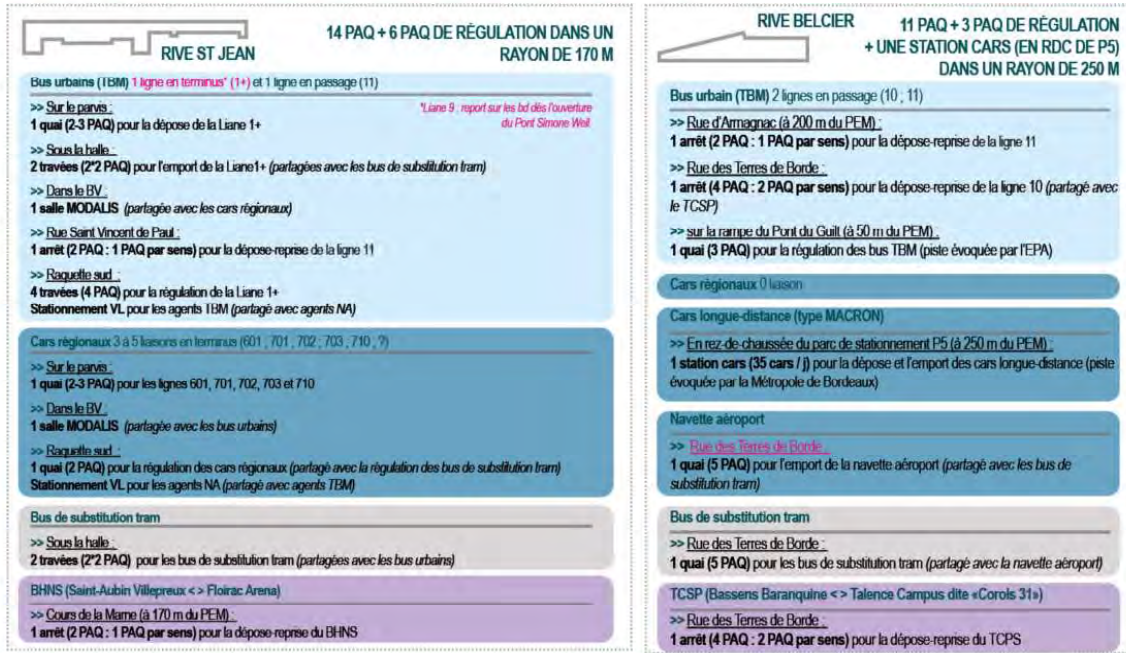 RIVE ST JEAN
14 PAQ + 6 PAQ DE RÉGULATION DANS UN
RAYON DE 170 M
Bus urbains (TBM) 1 ligne en terminus* (1+) et 1 ligne en passage (11)
>> Sur le parvis :
1 quai (2-3 PAQ) pour la dépose de la Liane 1+
*Liane 9 : report sur les bd dès l'ouverture
du Pont Simone Weil.
>> Sous la halle :
2 travées (2*2 PAQ) pour l'emport de la Liane1+ (partagées avec les bus de substitution tram)
>> Dans le BV :
1 salle MODALIS (partagée avec les cars régionaux)
>> Rue Saint Vincent de Paul :
1 arrêt (2 PAQ : 1 PAQ par sens) pour la dépose-reprise de la ligne 11
>> Raquette sud :
4 travées (4 PAQ) pour la régulation de la Liane 1+
Stationnement VL pour les agents TBM (partagé avec agents NA)
Cars régionaux 3 à 5 liaisons en terminus (601 ; 701 ; 702 ; 703 ; 710 ; ?)
>> Sur le parvis :
1 quai (2-3 PAQ) pour les lignes 601, 701, 702, 703 et 710
>> Dans le BV :
1 salle MODALIS (partagée avec les bus urbains)
>> Raquette sud :
1 quai (2 PAQ) pour la régulation des cars régionaux (partagé avec la régulation des bus de substitution tram)
Stationnement VL pour les agents NA (partagé avec agents TBM)
Bus de substitution tram
>> Sous la halle :
2 travées (2*2 PAQ) pour les bus de substitution tram (partagées avec les bus urbains)
BHNS (Saint-Aubin Villepreux <> Floirac Arena)
>> Cours de la Marne (à 170 m du PEM) :
1 arrêt (2 PAQ : 1 PAQ par sens) pour la dépose-reprise du BHNS
RIVE BELCIER
11 PAQ + 3 PAQ DE RÉGULATION
+ UNE STATION CARS (EN RDC DE P5)
DANS UN RAYON DE 250 M
Bus urbain (TBM) 2 lignes en passage (10 ; 11)
>> Rue d'Armagnac (à 200 m du PEM) :
1 arrêt (2 PAQ : 1 PAQ par sens) pour la dépose-reprise de la ligne 11
>> Rue des Terres de Borde :
1 arrêt (4 PAQ : 2 PAQ par sens) pour la dépose-reprise de la ligne 10 (partagé avec
le TCSP)
>> sur la rampe du Pont du Guit (à 50 m du PEM) :
1 quai (3 PAQ) pour la régulation des bus TBM (piste évoquée par l'EPA)
Cars régionaux 0 liaison
Cars longue-distance (type MACRON)
>> En rez-de-chaussée du parc de stationnement P5 (à 250 m du PEM) :
1 station cars (35 cars / j) pour la dépose et l'emport des cars longue-distance (piste
évoquée par la Métropole de Bordeaux)
Navette aéroport
>> Rue des Terres de Borde :
1 quai (5 PAQ) pour l'emport de la navette aéroport (partagé avec les bus de
substitution tram)
Bus de substitution tram
>> Rue des Terres de Borde :
1 quai (5 PAQ) pour les bus de substitution tram (partagé avec la navette aéroport)
TCSP (Bassens Baranquine <> Talence Campus dite «Corols 31»)
>> Rue des Terres de Borde :
1 arrêt (4 PAQ : 2 PAQ par sens) pour la dépose-reprise du TCPS